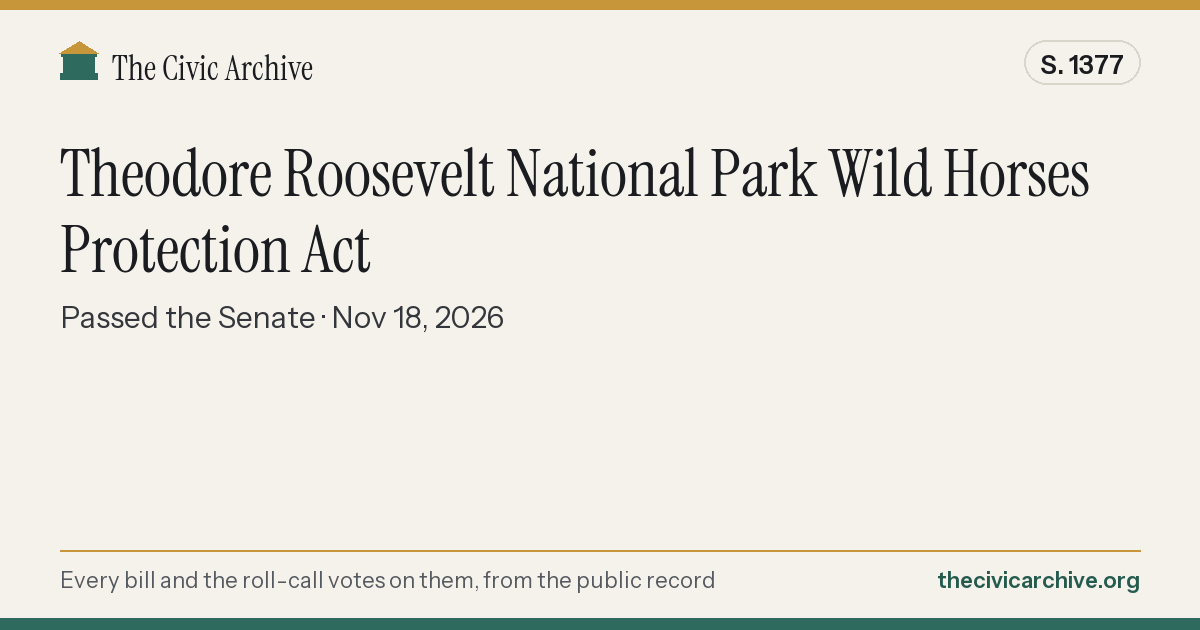 The Civic Archive
S. 1377
Theodore Roosevelt National Park Wild Horses
Protection Act
Passed the Senate · Nov 18, 2026
Every bill and the roll-call votes on them, from the public record
thecivicarchive.org